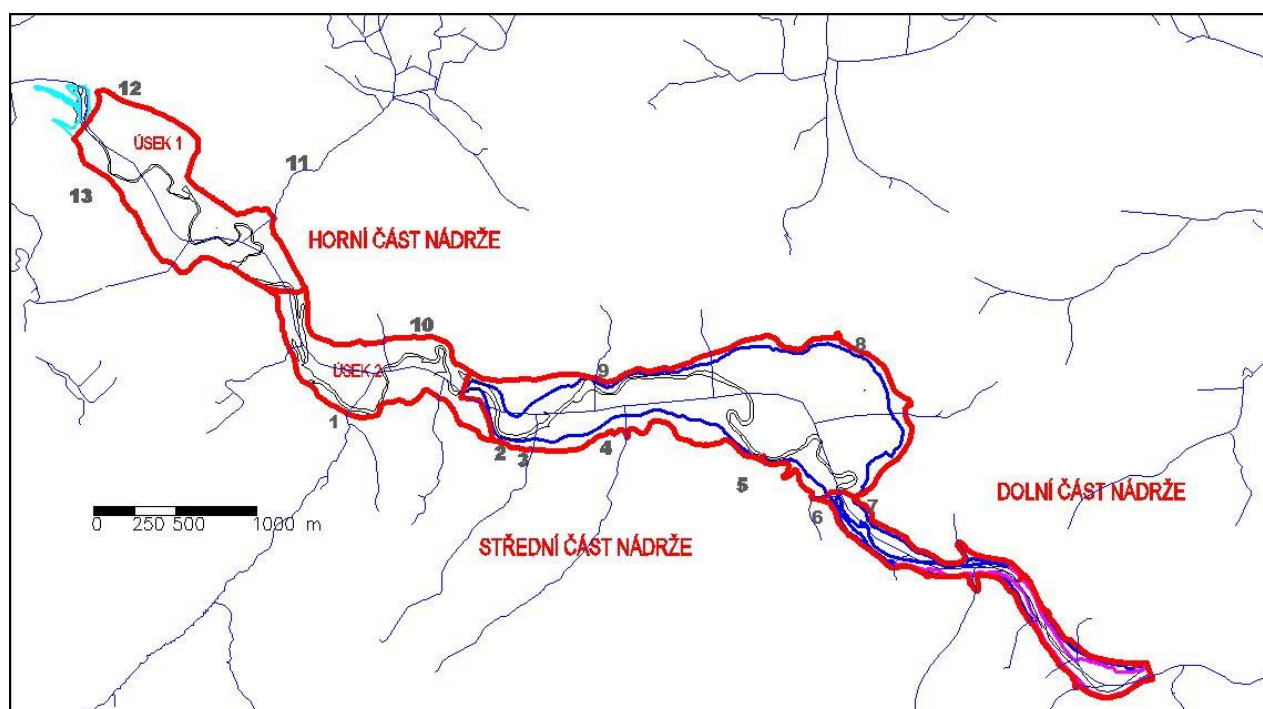 12
ÚSEK 1
11
13
HORNÍ ČÁST NÁDRŽE
10
8
ÚSEK 2
9
1
2
3
4
5
DOLNÍ ČÁST NÁDRŽE
7
6
0 250 500 1000 m
STŘEDNÍ ČÁST NÁDRŽE